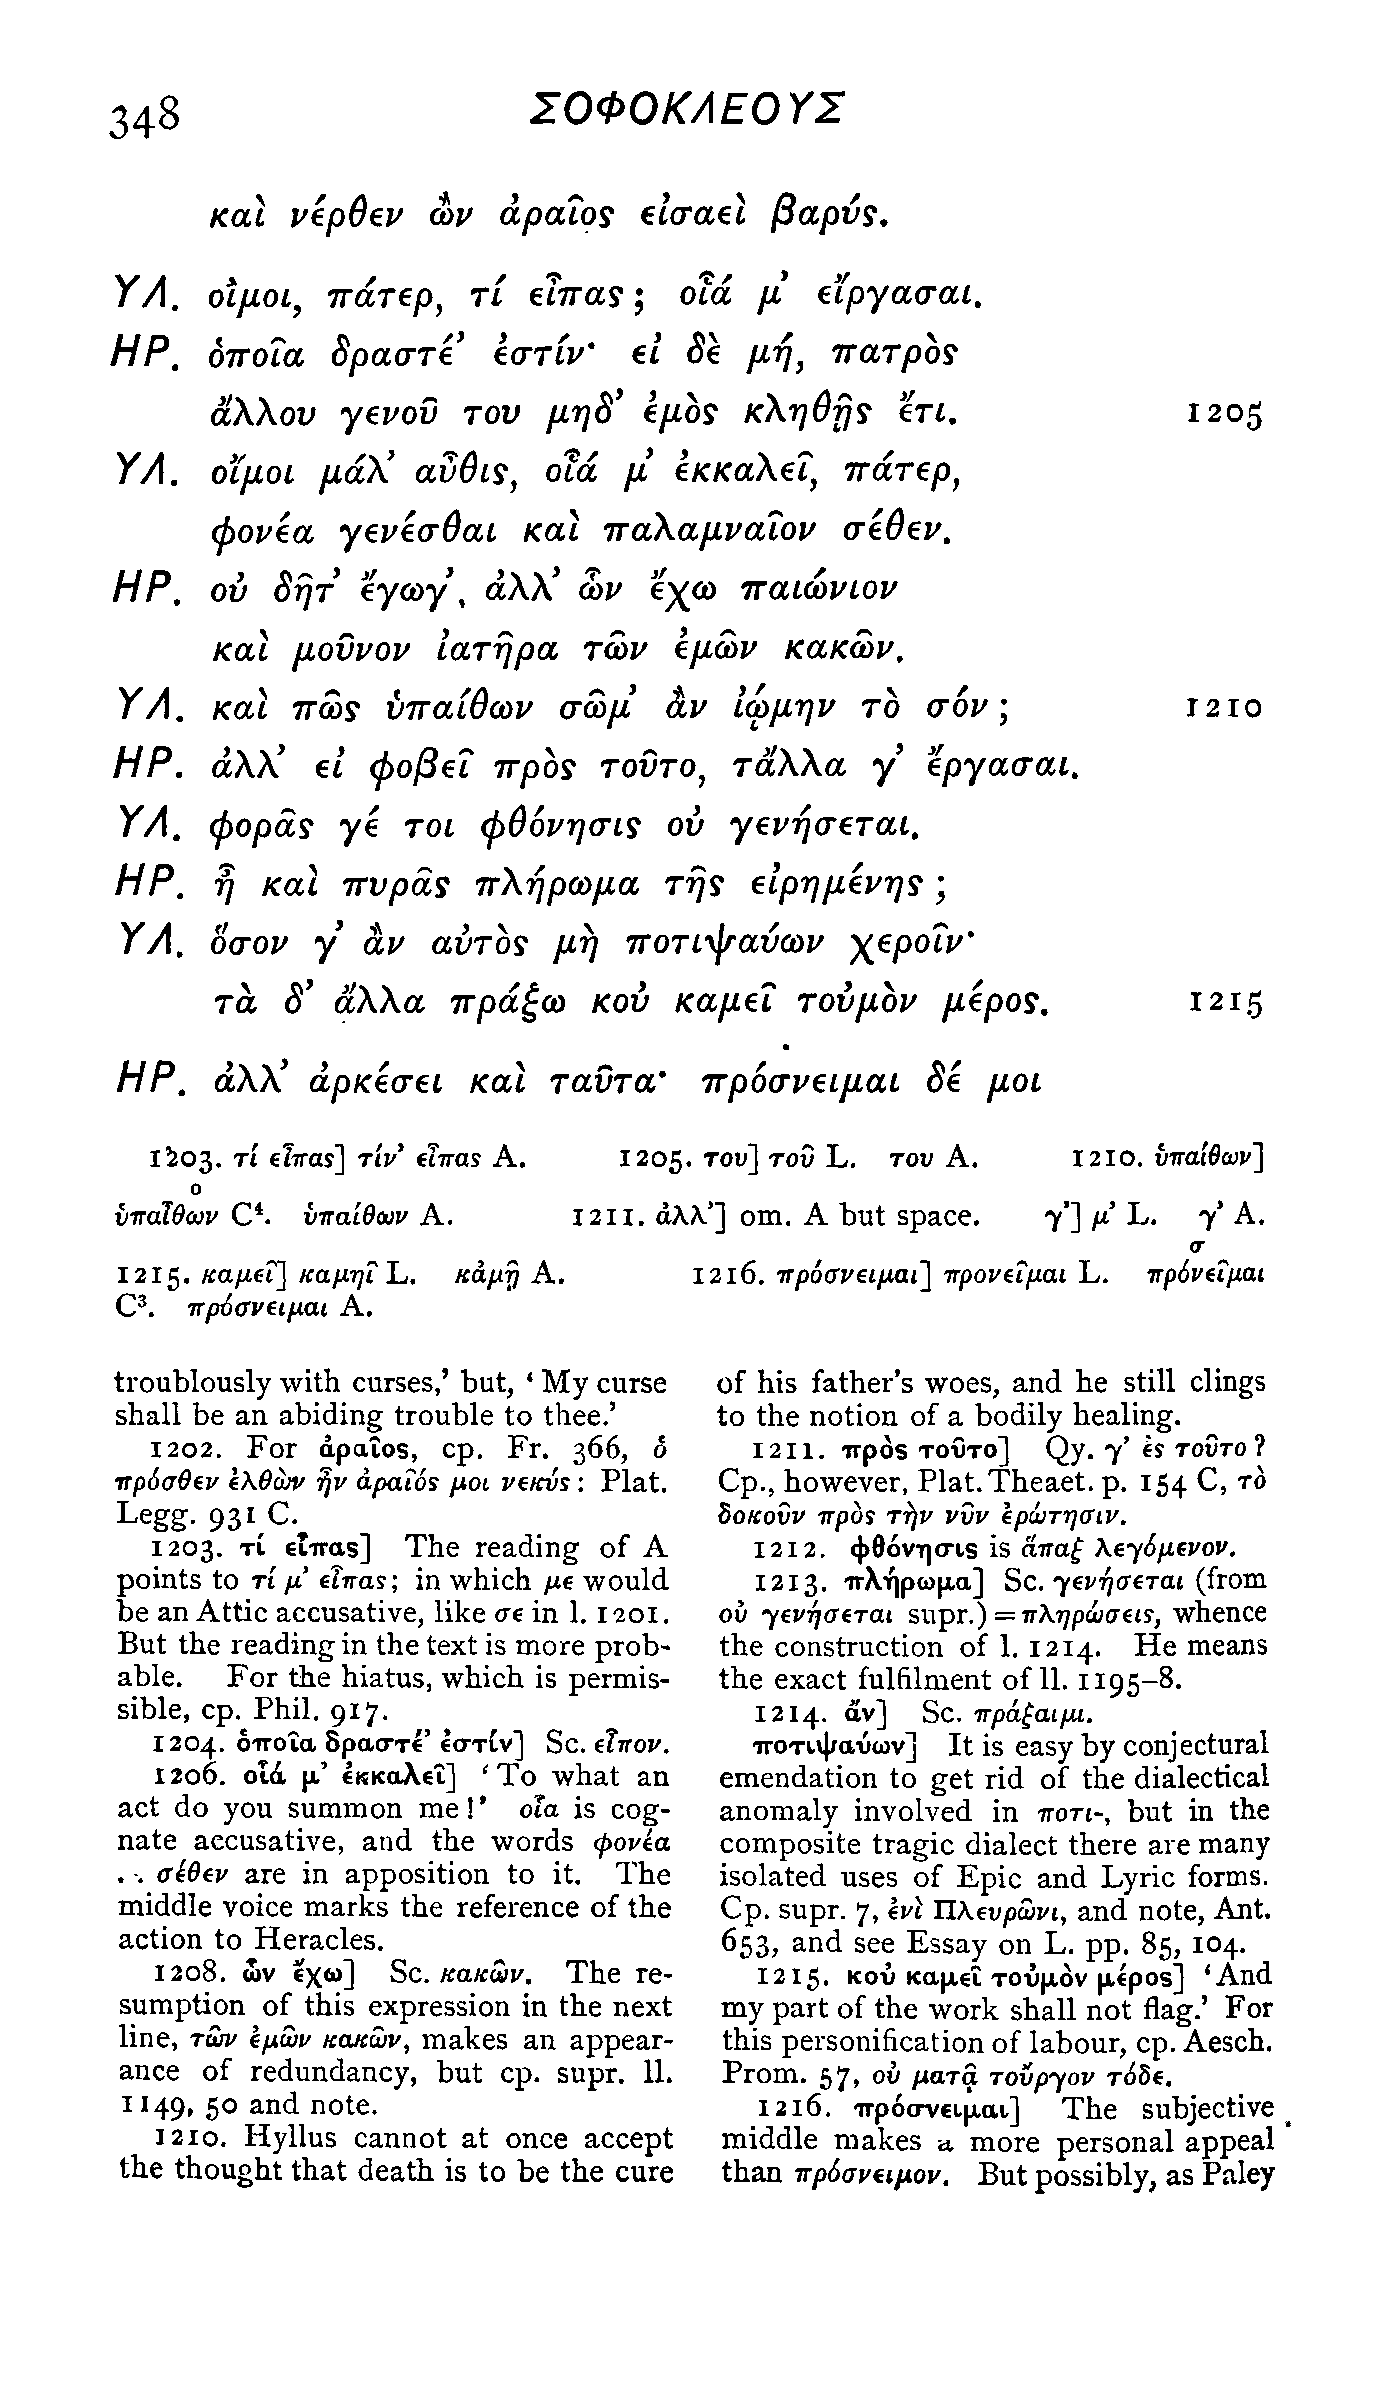 348 ΣΟΦΟΚΛΕΟΥΣ
καὶ νέρθεν ὢν ἀραῖος εἰσαεὶ βαρύς.
ΥΛ. οἴμοι, πάτερ, τί εἶπας; οἷά μ’ εἴργασαι.
ΗΡ. ὁποῖα δραστέ’ ἐστίν· εἰ δὲ μή, πατρὸς
ἄλλου γενοῦ του μηδ’ ἐμὸς κληθῇς ἔτι. 1205
ΥΛ. οἴμοι μάλ’ αὖθις, οἷά μ’ ἐκκαλεῖ, πάτερ,
φονέα γενέσθαι καὶ παλαμναῖον σέθεν.
ΗΡ. οὐ δῆτ’ ἔγωγ’, ἀλλ’ ὧν ἔχω παιώνιον
καὶ μοῦνον ἰατῆρα τῶν ἐμῶν κακῶν.
ΥΛ. καὶ πῶς ὑπαίθων σῶμ’ ἂν ἰῴμην τὸ σόν; 1210
ΗΡ. ἀλλ’ εἰ φοβεῖ πρὸς τοῦτο, τἄλλα γ’ ἔργασαι.
ΥΛ. φορᾶς γέ τοι φθόνησις οὐ γενήσεται.
ΗΡ. ἦ καὶ πυρᾶς πλήρωμα τῆς εἰρημένης;
ΥΛ. ὅσον γ’ ἂν αὐτὸς μὴ ποτιψαύων χεροῖν·
τὰ δ’ ἄλλα πράξω κοὐ καμεῖ τοὐμὸν μέρος. 1215
ΗΡ. ἀλλ’ ἀρκέσει καὶ ταῦτα· πρόσνειμαι δέ μοι
1203. τί εἶπας] τίν’ εἶπας A. 1205. του] τοῦ L. του A. 1210. ὑπαίθων]
ο
ὑπαῖθων C⁴. ὑπαίθων A. 1211. ἀλλ’] om. A but space. γ’] μ’ L. γ’ A.
σ
1215. καμεῖ] καμηῖ L. κἀμῃ A. 1216. πρόσνειμαι] προνεῖμαι L. πρόνεῖμαι
C³. πρόσνειμαι A.
troublously with curses,’ but, ‘My curse
shall be an abiding trouble to thee.’
1202. For ἀραῖος, cp. Fr. 366, ὁ
πρόσθεν ἐλθὼν ἦν ἀραῖός μοι νεκύς: Plat.
Legg. 931 C.
1203. τί εἶπας] The reading of A
points to τί μ’ εἶπας; in which με would
be an Attic accusative, like σε in l. 1201.
But the reading in the text is more prob-
able. For the hiatus, which is permis-
sible, cp. Phil. 917.
1204. ὁποῖα δραστέ’ ἐστίν] Sc. εἶπον.
1206. οἷά μ’ ἐκκαλεῖ] ‘To what an
act do you summon me!’ οἷα is cog-
nate accusative, and the words φονέα
.. σέθεν are in apposition to it. The
middle voice marks the reference of the
action to Heracles.
1208. ὧν ἔχω] Sc. κακῶν. The re-
sumption of this expression in the next
line, τῶν ἐμῶν κακῶν, makes an appear-
ance of redundancy, but cp. supr. ll.
1149, 50 and note.
1210. Hyllus cannot at once accept
the thought that death is to be the cure
of his father’s woes, and he still clings
to the notion of a bodily healing.
1211. πρὸς τοῦτο] Qy. γ’ ἐς τοῦτο?
Cp., however, Plat. Theaet. p. 154 C, τὸ
δοκοῦν πρὸς τὴν νῦν ἐρώτησιν.
1212. φθόνησις is ἅπαξ λεγόμενον.
1213. πλήρωμα] Sc. γενήσεται (from
οὐ γενήσεται supr.) = πληρώσεις, whence
the construction of l. 1214. He means
the exact fulfilment of ll. 1195–8.
1214. ἄν] Sc. πράξαιμι.
ποτιψαύων] It is easy by conjectural
emendation to get rid of the dialectical
anomaly involved in ποτι-, but in the
composite tragic dialect there are many
isolated uses of Epic and Lyric forms.
Cp. supr. 7, ἐνὶ Πλευρῶνι, and note, Ant.
653, and see Essay on L. pp. 85, 104.
1215. κοὐ καμεῖ τοὐμὸν μέρος] ‘And
my part of the work shall not flag.’ For
this personification of labour, cp. Aesch.
Prom. 57, οὐ ματᾷ τοὔργον τόδε.
1216. πρόσνειμαι] The subjective
middle makes a more personal appeal
than πρόσνειμον. But possibly, as Paley